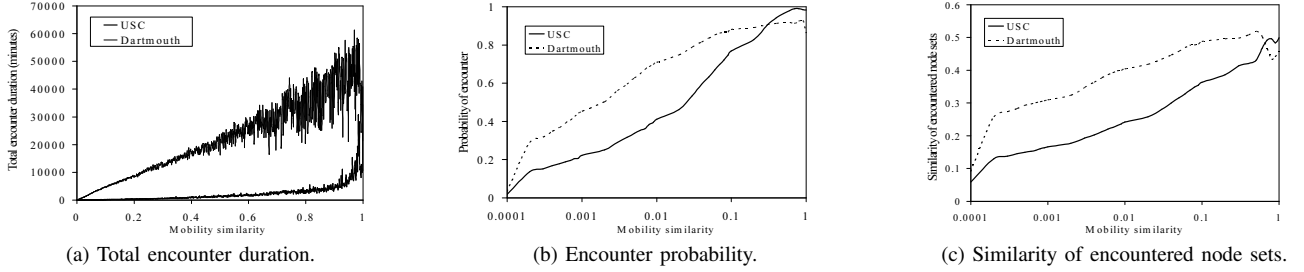 USC
Dartmouth
Total encounter duration (minutes)
70000
60000
50000
40000
30000
20000
10000
0
0 0.2 0.4 0.6 0.8 1
Mobility similarity
(a) Total encounter duration.
USC
Dartmouth
Probability of encounter
1
0.8
0.6
0.4
0.2
0
0.0001 0.001 0.01 0.1 1
Mobility similarity
(b) Encounter probability.
USC
Dartmouth
Similarity of encountered node sets
0.6
0.5
0.4
0.3
0.2
0.1
0
0.0001 0.001 0.01 0.1 1
Mobility similarity
(c) Similarity of encountered node sets.